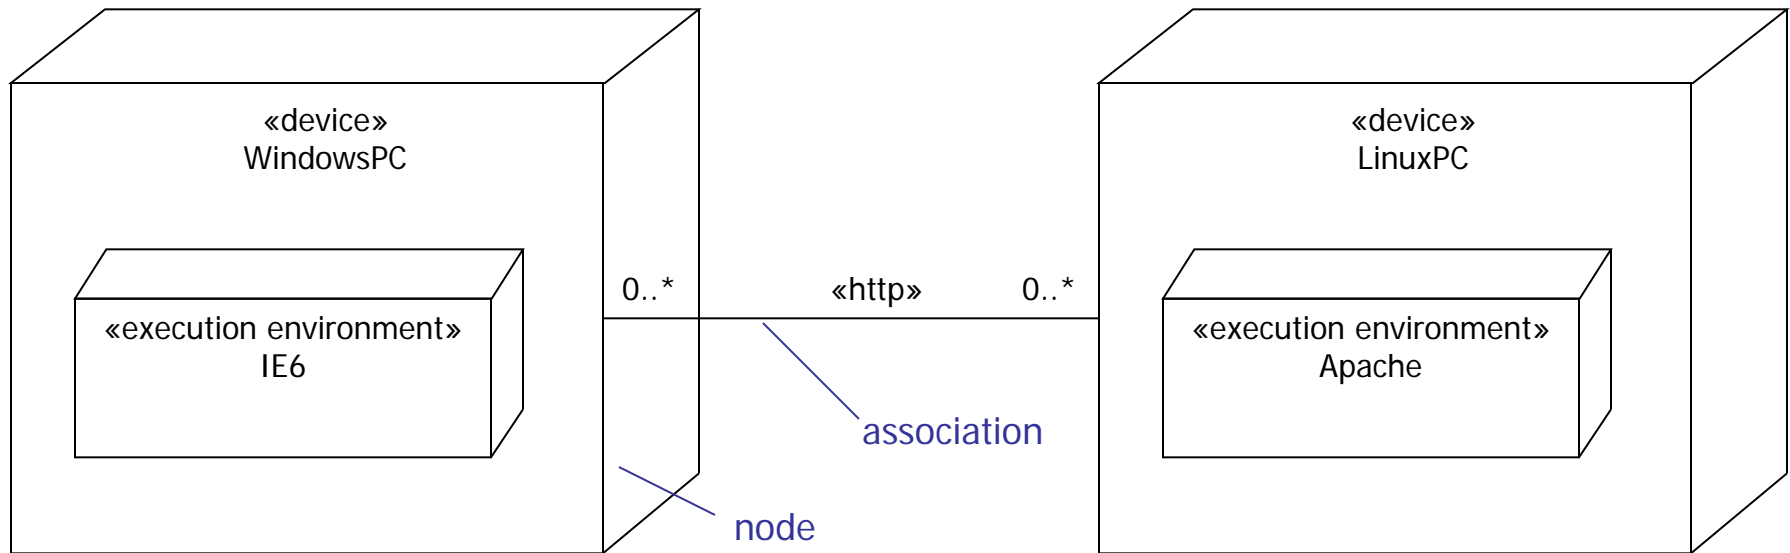 «device»
WindowsPC
«execution environment»
IE6
0..*
«http»
0..*
association
node
«device»
LinuxPC
«execution environment»
Apache